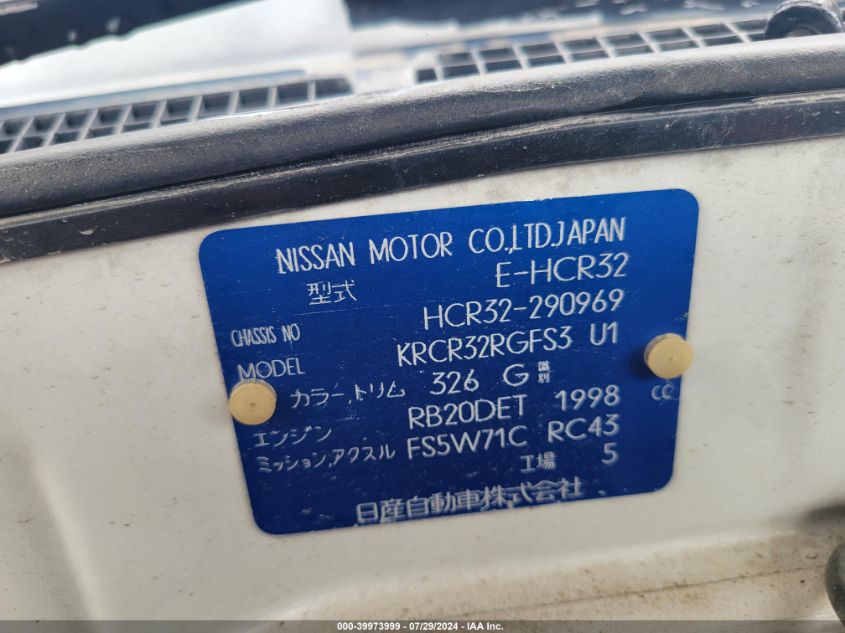 NISSAN MOTOR CO.,LTD.JAPAN
型式 E-HCR32
CHASSIS NO HCR32-290969
MODEL KRCR32RGFS3 U1
カラー,トリム 326 G 識別
エンジン RB20DET 1998 CC
ミッション,アクスル FS5W71C RC43
工場 5
日産自動車株式会社
000-39973999 - 07/29/2024 - IAA Inc.